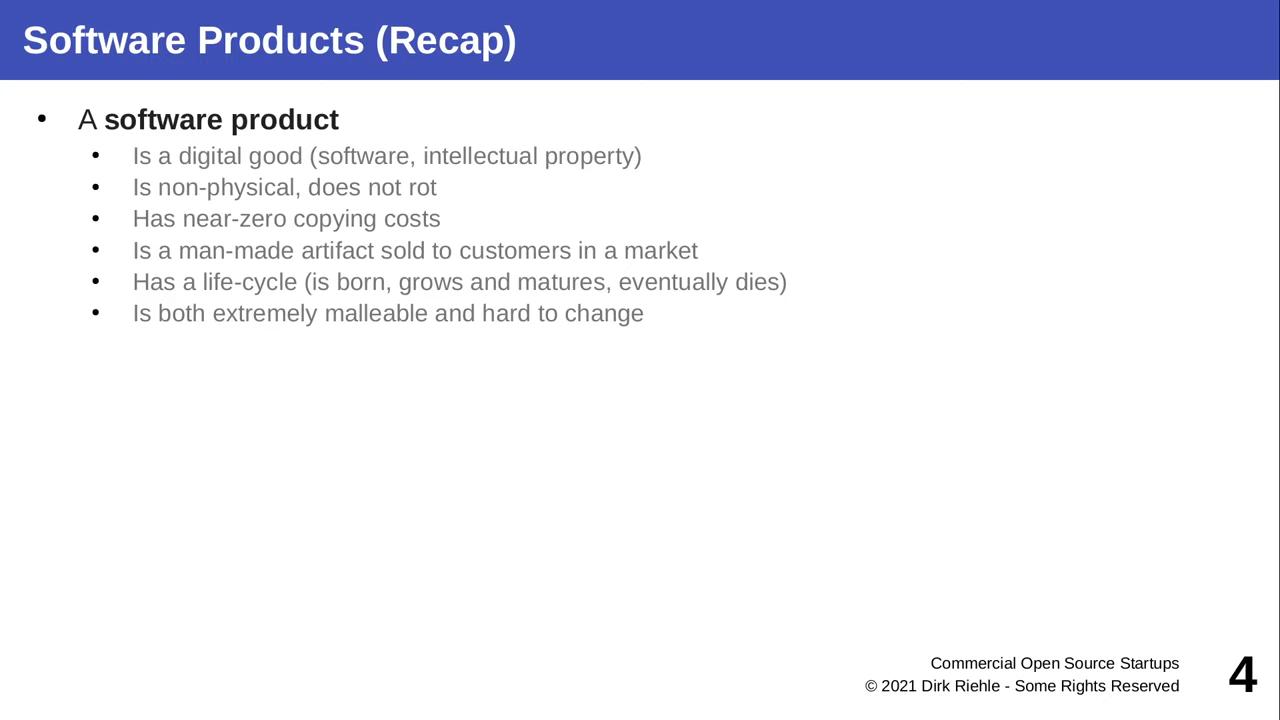 Software Products (Recap)
• A software product
• Is a digital good (software, intellectual property)
• Is non-physical, does not rot
• Has near-zero copying costs
• Is a man-made artifact sold to customers in a market
• Has a life-cycle (is born, grows and matures, eventually dies)
• Is both extremely malleable and hard to change
Commercial Open Source Startups
© 2021 Dirk Riehle - Some Rights Reserved
4